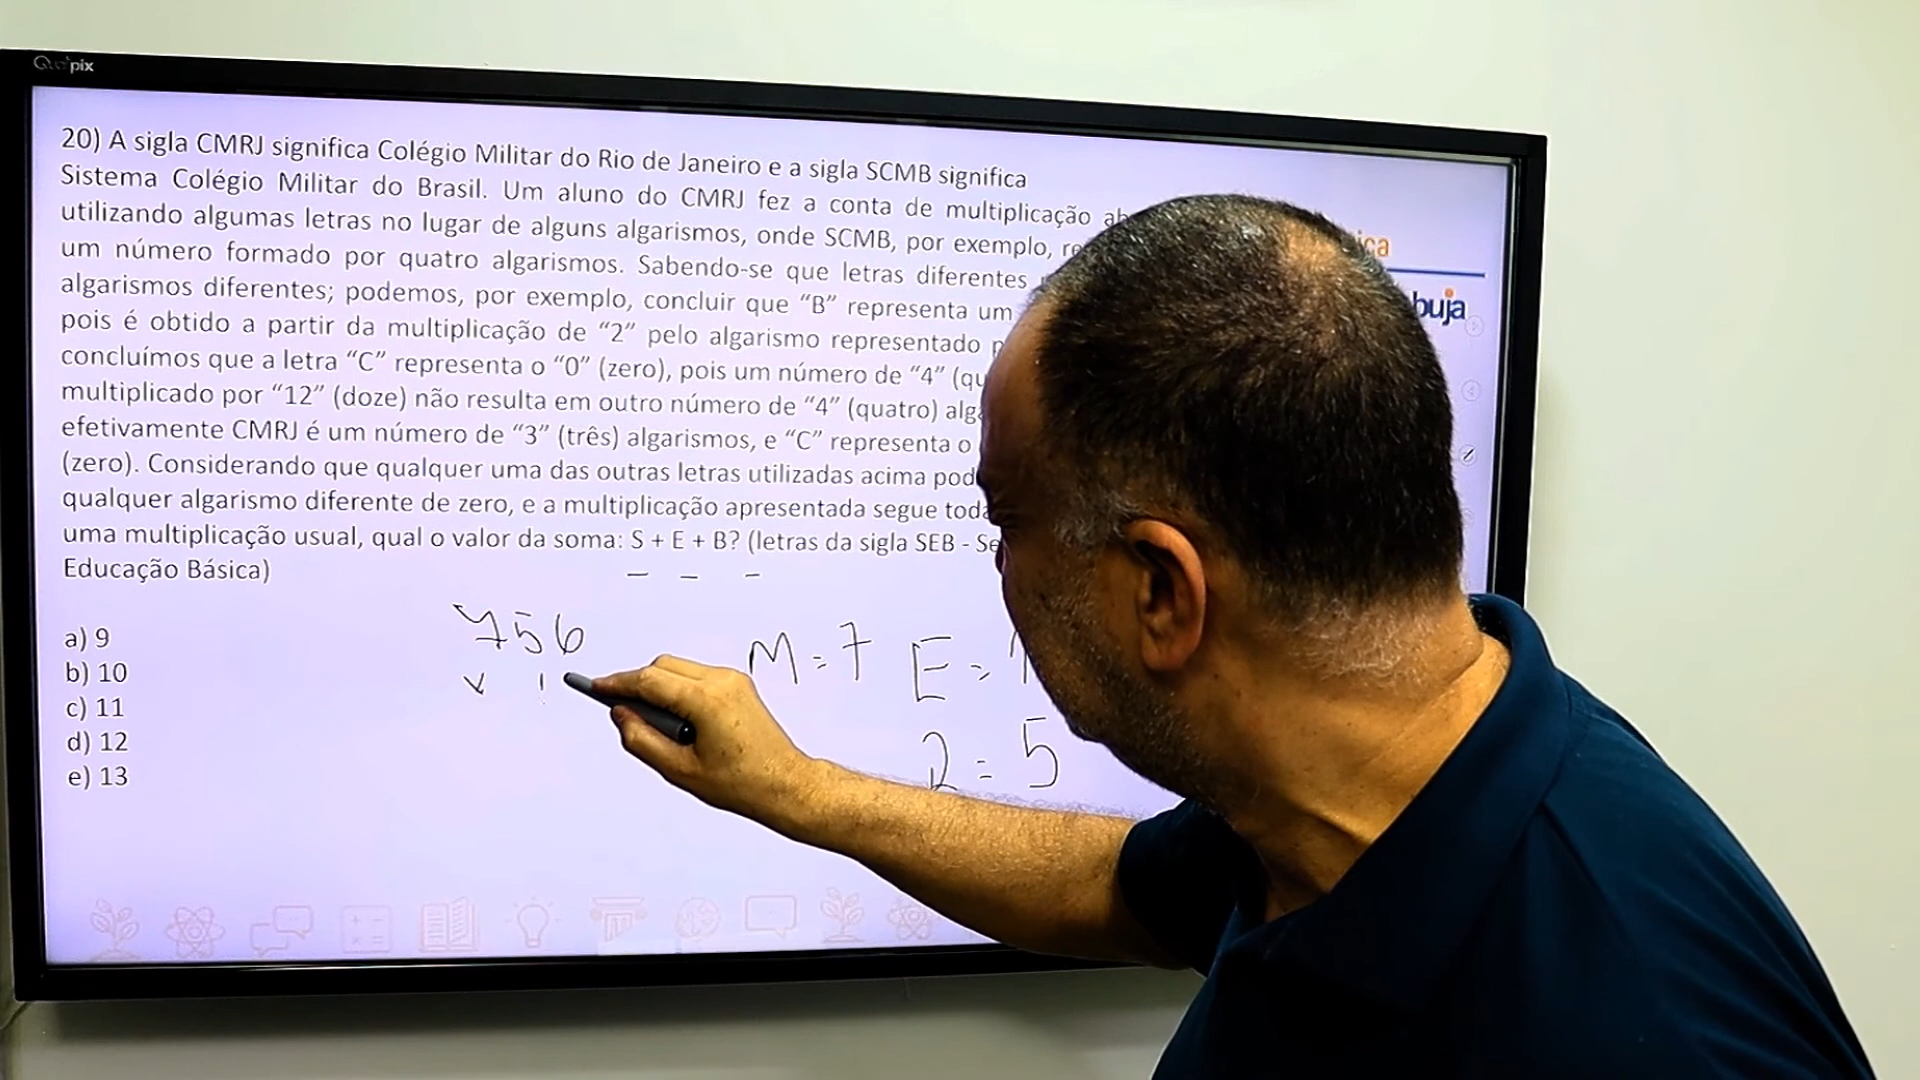 pix
20) A sigla CMRJ significa Colégio Militar do Rio de Janeiro e a sigla SCMB significa
Sistema Colégio Militar do Brasil. Um aluno do CMRJ fez a conta de multiplicação
utilizando algumas letras no lugar de alguns algarismos, onde SCMB, por exemplo,
um número formado por quatro algarismos. Sabendo-se que letras diferentes
algarismos diferentes; podemos, por exemplo, concluir que “B” representa um
pois é obtido a partir da multiplicação de “2” pelo algarismo representado
concluímos que a letra “C” representa o “0” (zero), pois um número de “4”
multiplicado por “12” (doze) não resulta em outro número de “4” (quatro)
efetivamente CMRJ é um número de “3” (três) algarismos, e “C” representa o
(zero). Considerando que qualquer uma das outras letras utilizadas acima
qualquer algarismo diferente de zero, e a multiplicação apresentada segue
uma multiplicação usual, qual o valor da soma: S + E + B? (letras da sigla SEB -
Educação Básica)
a) 9
b) 10
c) 11
d) 12
e) 13
756
x 1
M = 7 E =
2 = 5
buja